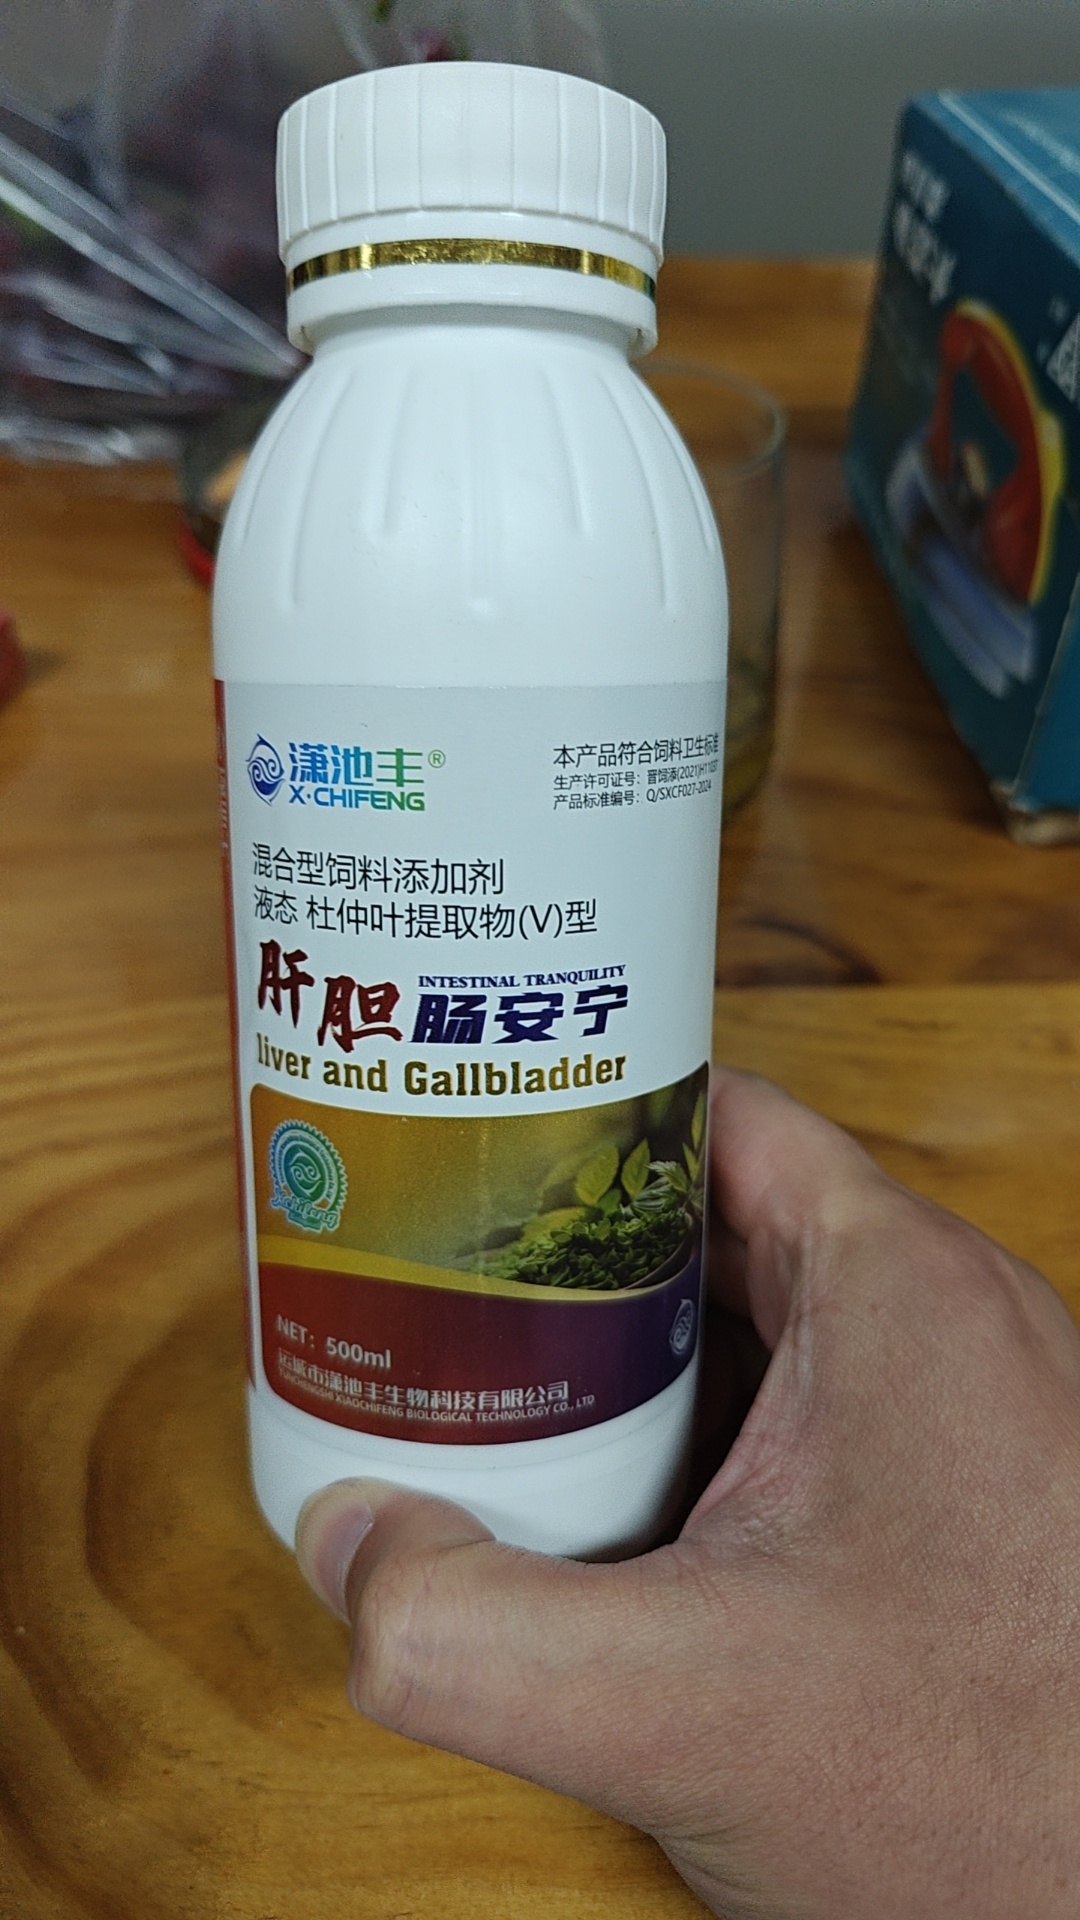 潇池丰®
X·CHIFENG
本产品符合饲料卫生标准
生产许可证号：晋饲添(2021)H11037
产品标准编号：Q/SXCF027-2024
混合型饲料添加剂
液态 杜仲叶提取物(V)型
肝胆
INTESTINAL TRANQUILITY
肠安宁
liver and Gallbladder
Xchifeng
NET：500ml
运城市潇池丰生物科技有限公司
YUNCHENGSHI XIAOCHIFENG BIOLOGICAL TECHNOLOGY CO., LTD